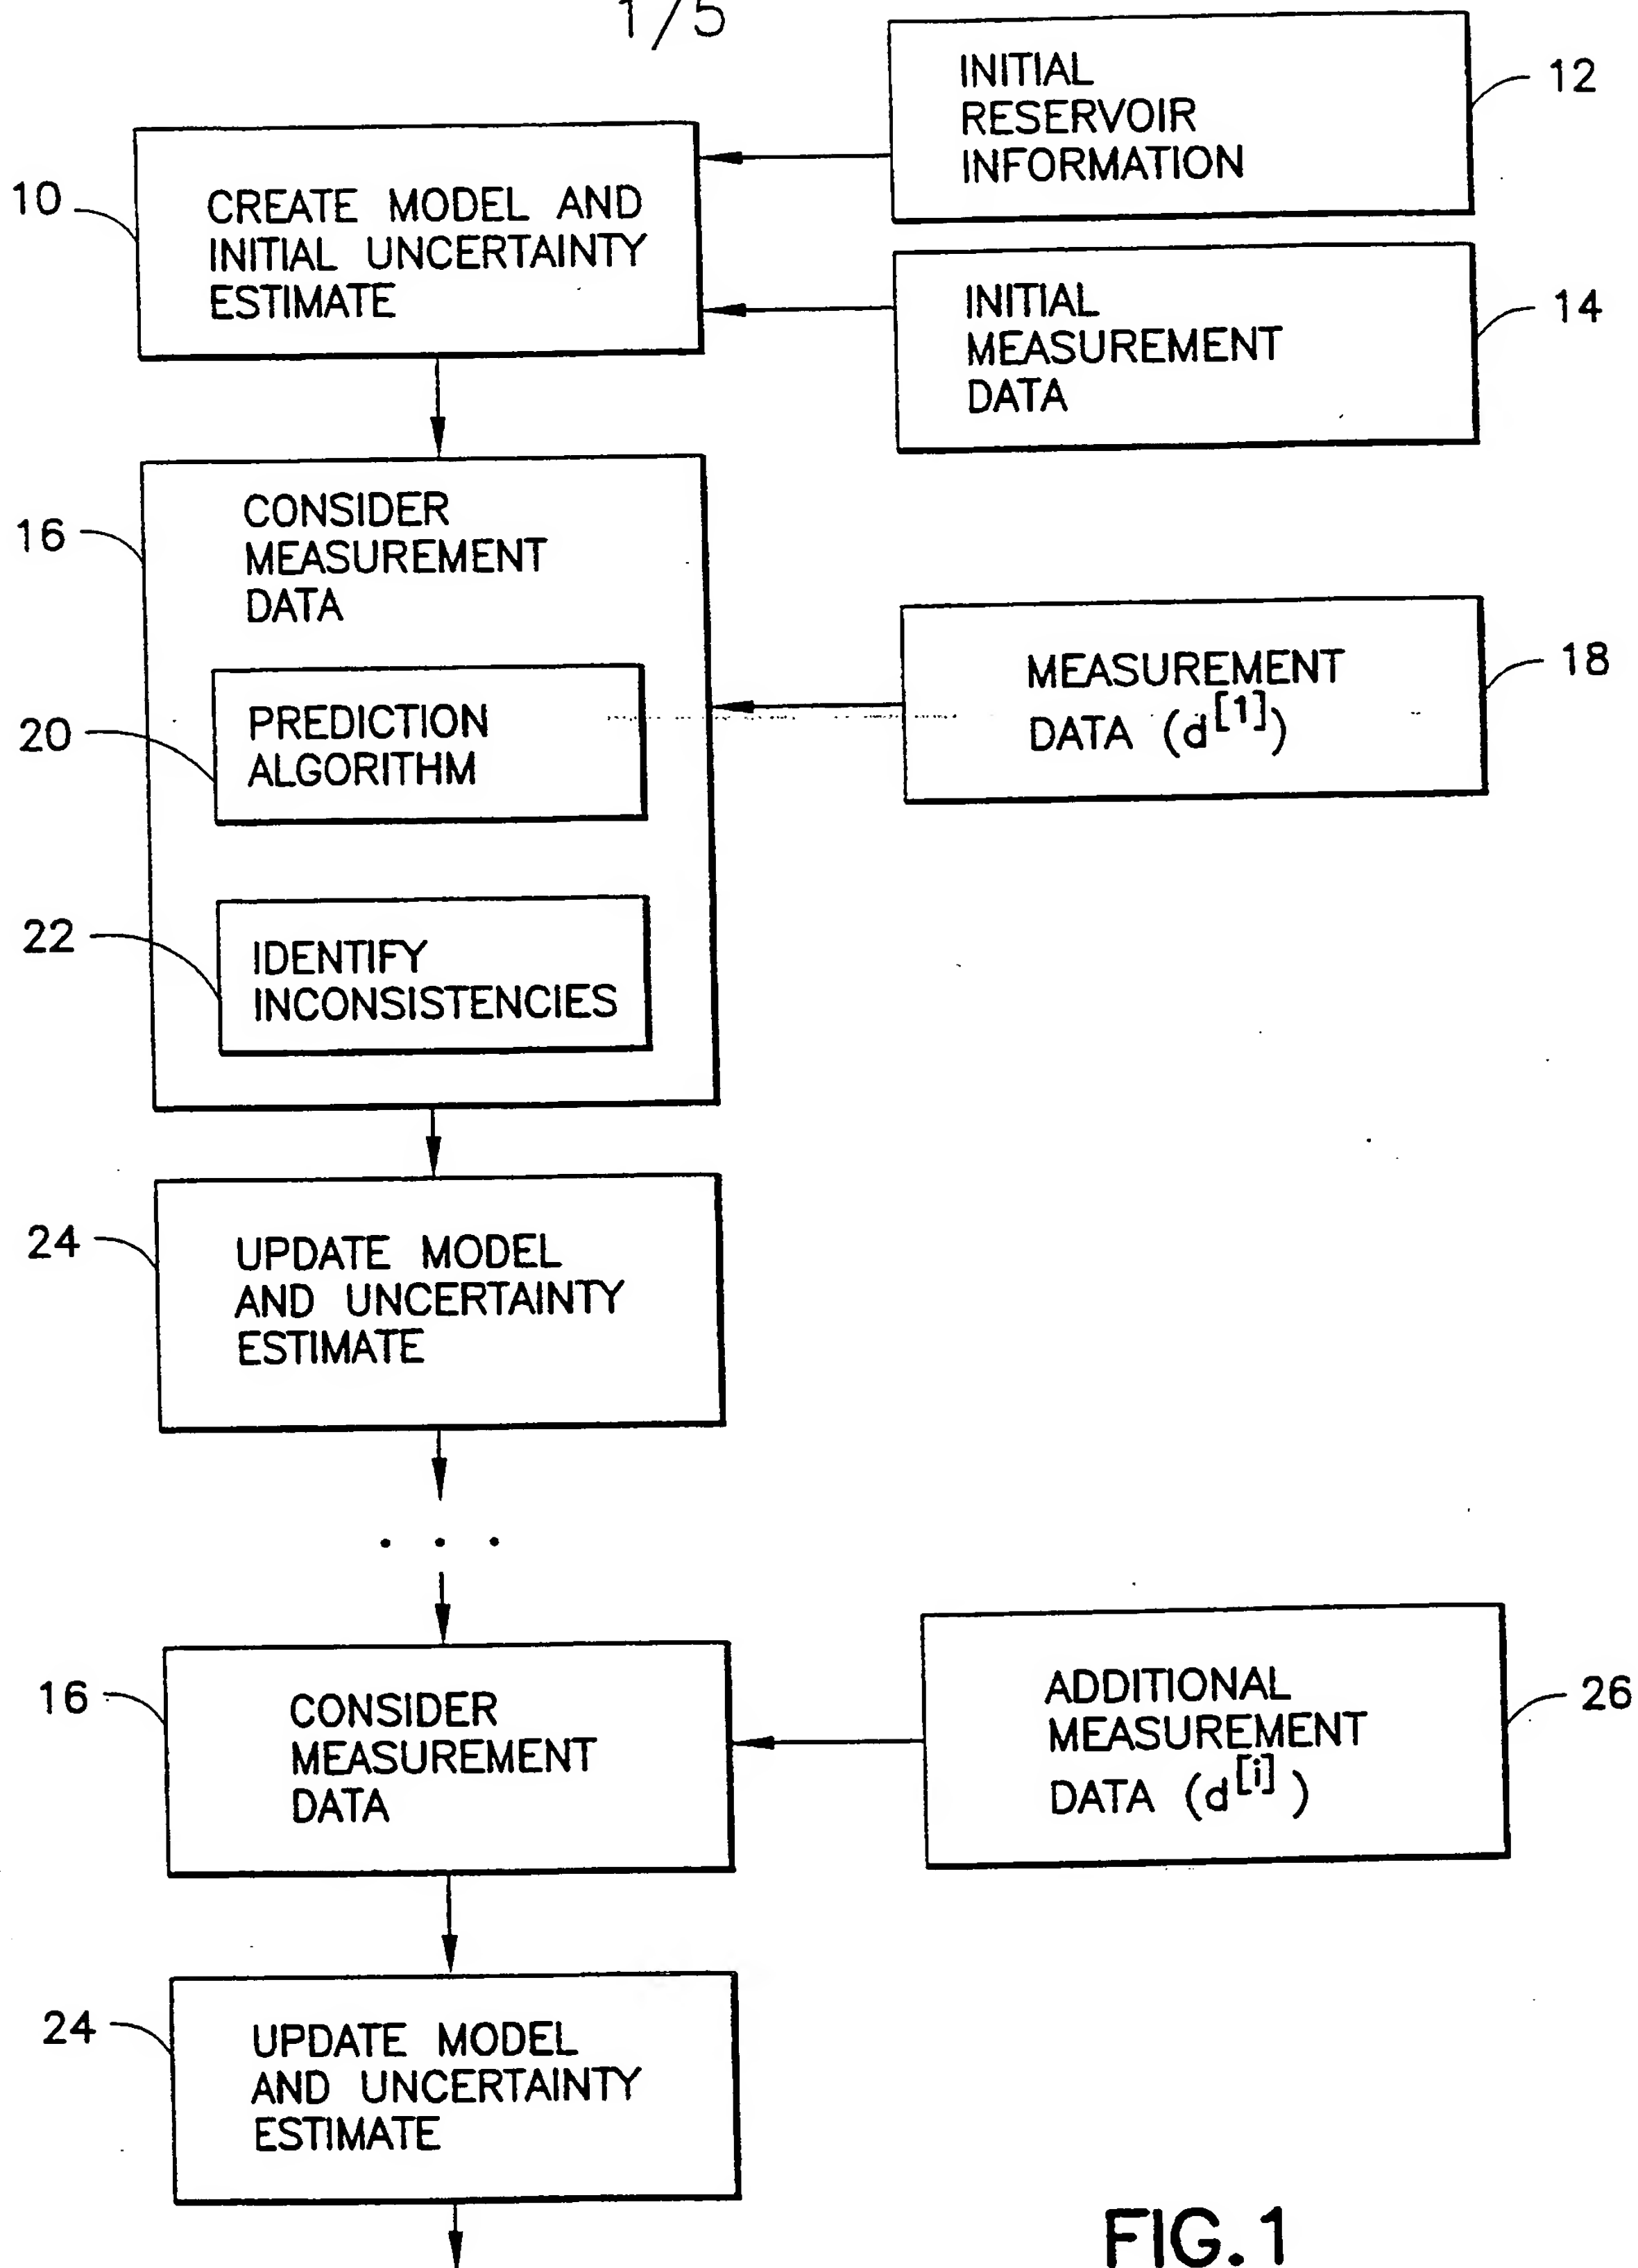 1/5
INITIAL
RESERVOIR
INFORMATION
12
10
CREATE MODEL AND
INITIAL UNCERTAINTY
ESTIMATE
INITIAL
MEASUREMENT
DATA
14
16
CONSIDER
MEASUREMENT
DATA
MEASUREMENT
DATA (d[1])
18
20
PREDICTION
ALGORITHM
22
IDENTIFY
INCONSISTENCIES
24
UPDATE MODEL
AND UNCERTAINTY
ESTIMATE
. . .
16
CONSIDER
MEASUREMENT
DATA
ADDITIONAL
MEASUREMENT
DATA (d[i])
26
24
UPDATE MODEL
AND UNCERTAINTY
ESTIMATE
FIG.1